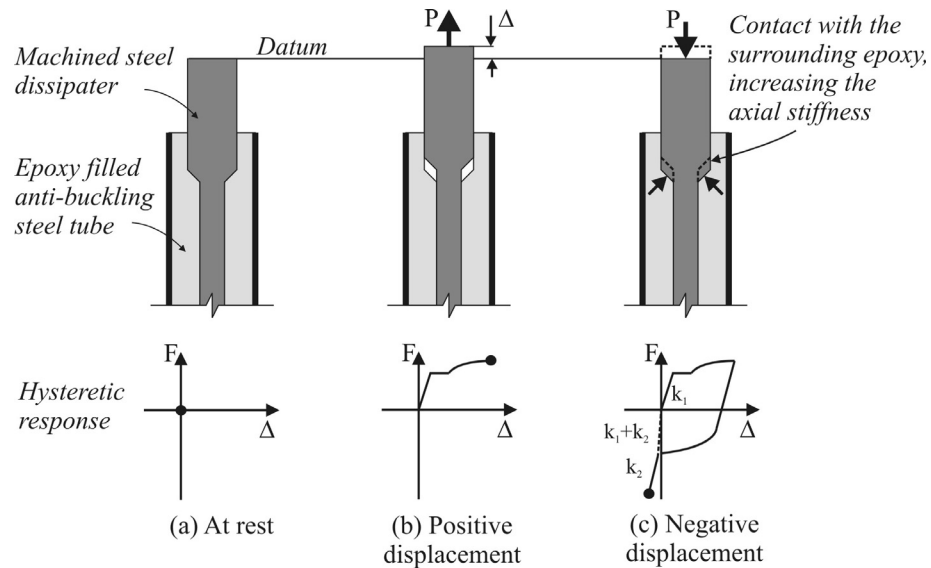 P
Δ
P
Contact with the
surrounding epoxy,
increasing the
axial stiffness
Machined steel
dissipater
Datum
Epoxy filled
anti-buckling
steel tube
Hysteretic
response
F
Δ
F
Δ
F
k₁
Δ
k₁+k₂
k₂
(a) At rest
(b) Positive
displacement
(c) Negative
displacement